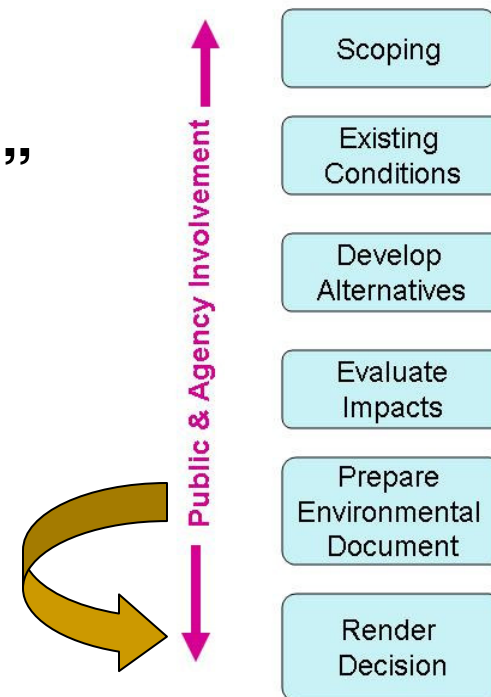 ”
Public & Agency Involvement
Scoping
Existing
Conditions
Develop
Alternatives
Evaluate
Impacts
Prepare
Environmental
Document
Render
Decision